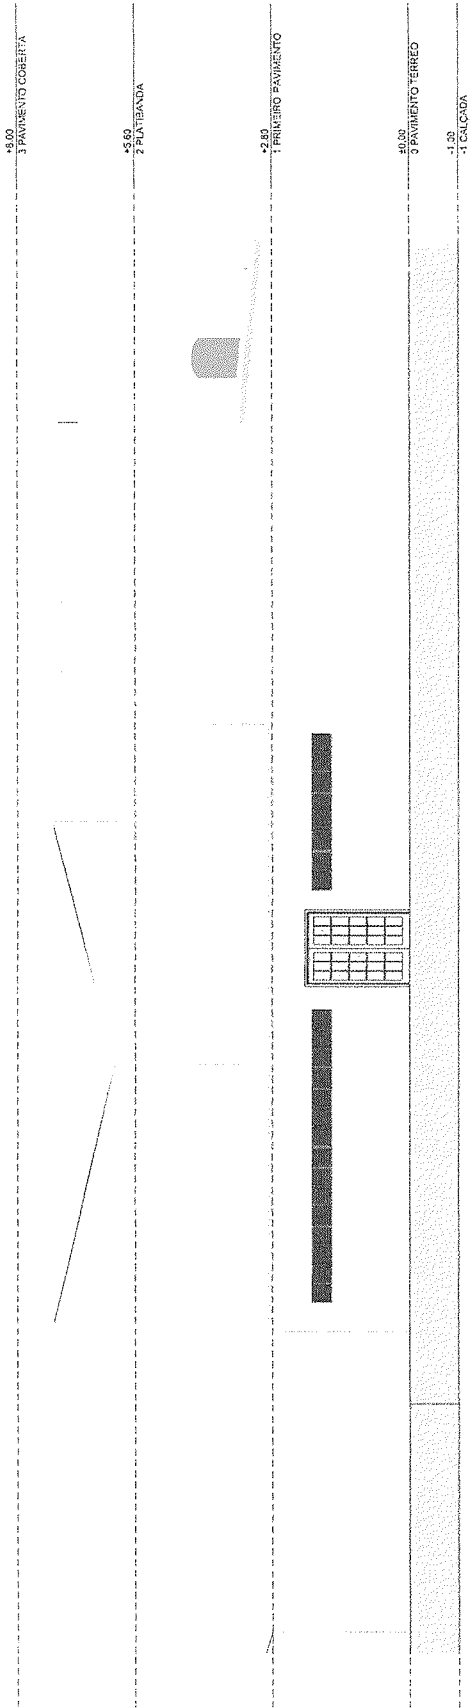 +8.00
3 PAVIMENTO COBERTA
+5.60
2 PLATIBANDA
+2.80
1 PRIMEIRO PAVIMENTO
±0.00
0 PAVIMENTO TÉRREO
-1.00
-1 CALÇADA